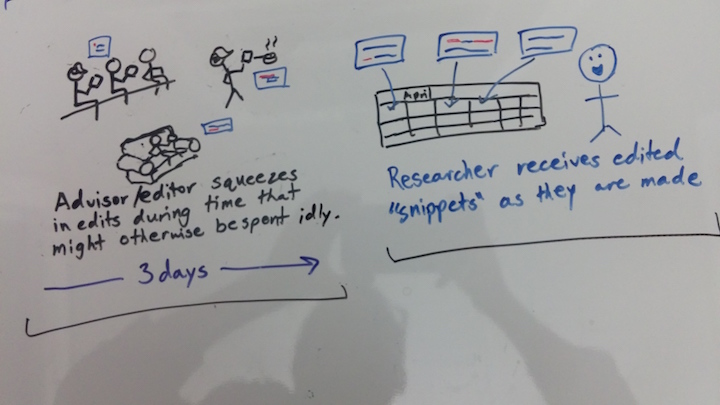 April
Advisor/editor squeezes
in edits during time that
might otherwise be spent idly.
3 days
Researcher receives edited
"snippets" as they are made